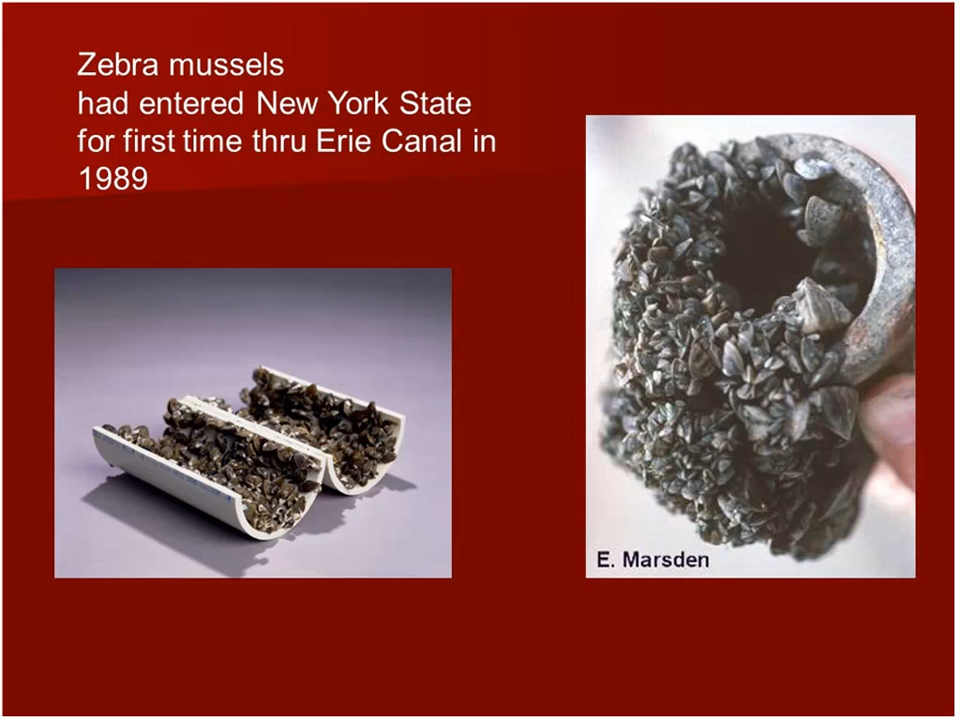 Zebra mussels
had entered New York State
for first time thru Erie Canal in
1989
E. Marsden